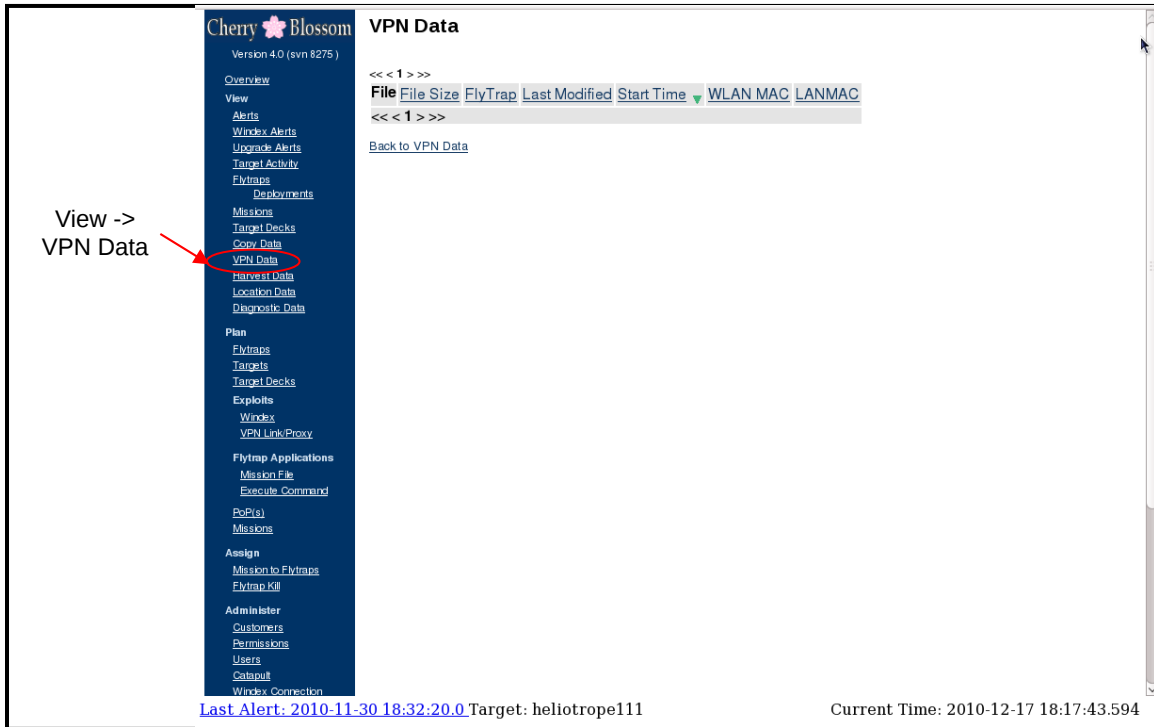 View ->
VPN Data
Cherry Blossom
Version 4.0 (svn 8275 )
Overview
View
Alerts
Windex Alerts
Upgrade Alerts
Target Activity
Flytraps
Deployments
Missions
Target Decks
Copy Data
VPN Data
Harvest Data
Location Data
Diagnostic Data
Plan
Flytraps
Targets
Target Decks
Exploits
Windex
VPN Link/Proxy
Flytrap Applications
Mission File
Execute Command
PoP(s)
Missions
Assign
Mission to Flytraps
Flytrap Kill
Administer
Customers
Permissions
Users
Catapult
Windex Connection
VPN Data
<< < 1 > >>
File File Size FlyTrap Last Modified Start Time WLAN MAC LANMAC
<< < 1 > >>
Back to VPN Data
Last Alert: 2010-11-30 18:32:20.0 Target: heliotrope111 Current Time: 2010-12-17 18:17:43.594